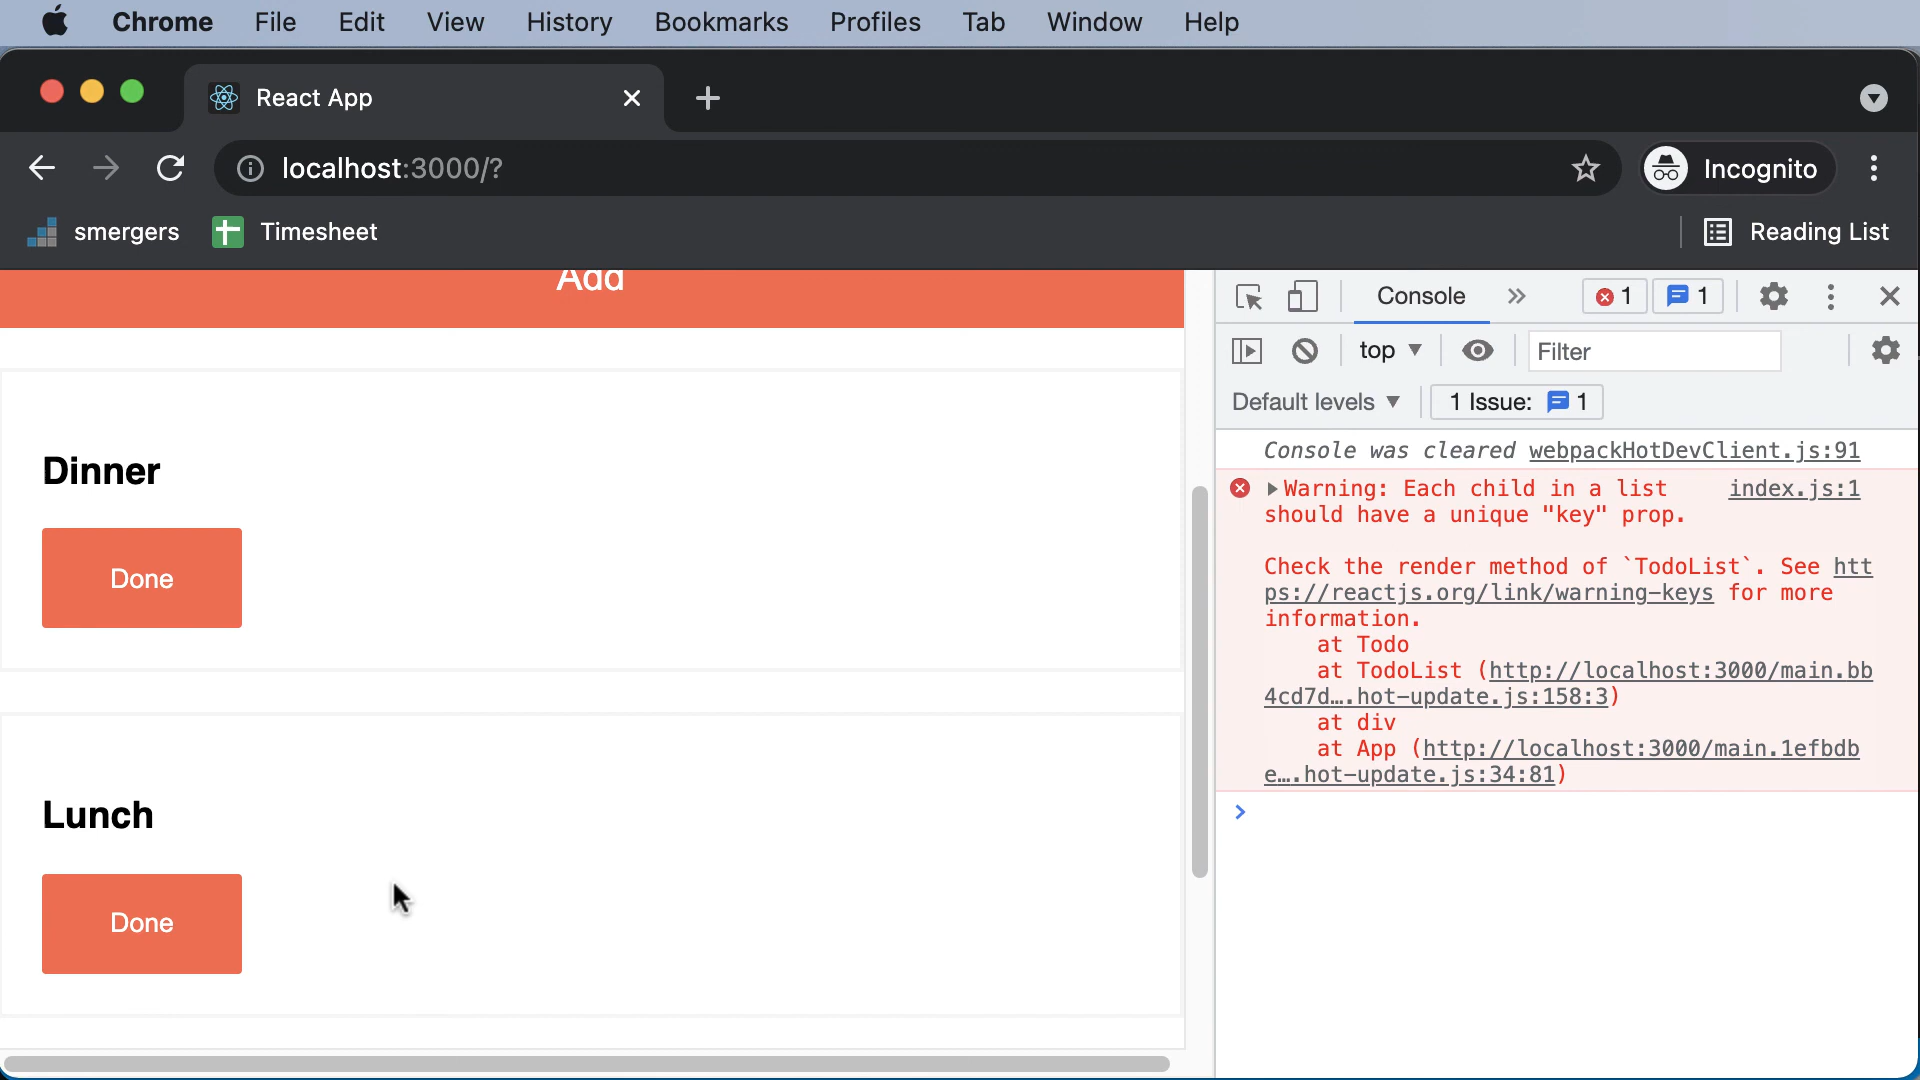 Chrome File Edit View History Bookmarks Profiles Tab Window Help
React App
localhost:3000/?
Incognito
smergers Timesheet
Reading List
Add
Dinner
Done
Lunch
Done
Console 1 1
top Filter
Default levels 1 Issue: 1
Console was cleared webpackHotDevClient.js:91
Warning: Each child in a list index.js:1
should have a unique "key" prop.
Check the render method of `TodoList`. See htt
ps://reactjs.org/link/warning-keys for more
information.
at Todo
at TodoList (http://localhost:3000/main.bb
4cd7d….hot-update.js:158:3)
at div
at App (http://localhost:3000/main.1efbdb
e….hot-update.js:34:81)